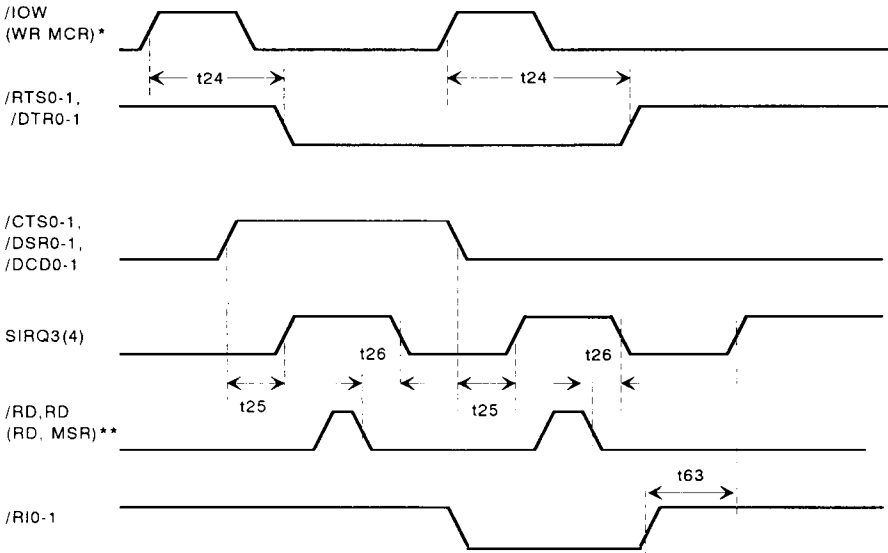 /IOW
(WR MCR)*
t24
t24
/RTS0-1,
/DTR0-1
/CTS0-1,
/DSR0-1,
/DCD0-1
SIRQ3(4)
t26
t26
t25
t25
/RD,RD
(RD, MSR)**
t63
/RI0-1